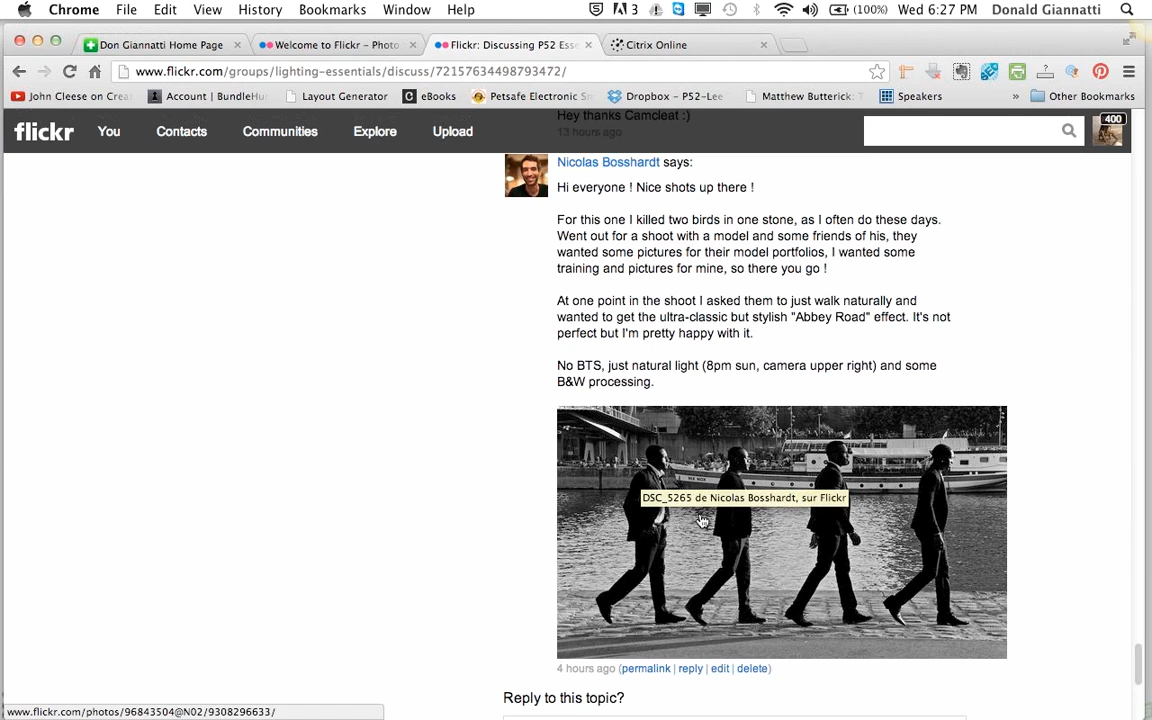 Chrome File Edit View History Bookmarks Window Help 3 (100%) Wed 6:27 PM Donald Giannatti
Don Giannatti Home Page Welcome to Flickr – Photo Flickr: Discussing P52 Esse Citrix Online
www.flickr.com/groups/lighting-essentials/discuss/72157634498793472/
John Cleese on Crea Account | BundleHu Layout Generator eBooks Petsafe Electronic Sm Dropbox - P52-Lee Matthew Butterick: T Speakers » Other Bookmarks
Hey thanks Camcleat :)
flickr You Contacts Communities Explore Upload 400
13 hours ago
Nicolas Bosshardt says:
Hi everyone ! Nice shots up there !
For this one I killed two birds in one stone, as I often do these days.
Went out for a shoot with a model and some friends of his, they
wanted some pictures for their model portfolios, I wanted some
training and pictures for mine, so there you go !
At one point in the shoot I asked them to just walk naturally and
wanted to get the ultra-classic but stylish "Abbey Road" effect. It's not
perfect but I'm pretty happy with it.
No BTS, just natural light (8pm sun, camera upper right) and some
B&W processing.
DSC_5265 de Nicolas Bosshardt, sur Flickr
4 hours ago (permalink | reply | edit | delete)
Reply to this topic?
www.flickr.com/photos/96843504@N02/9308296633/